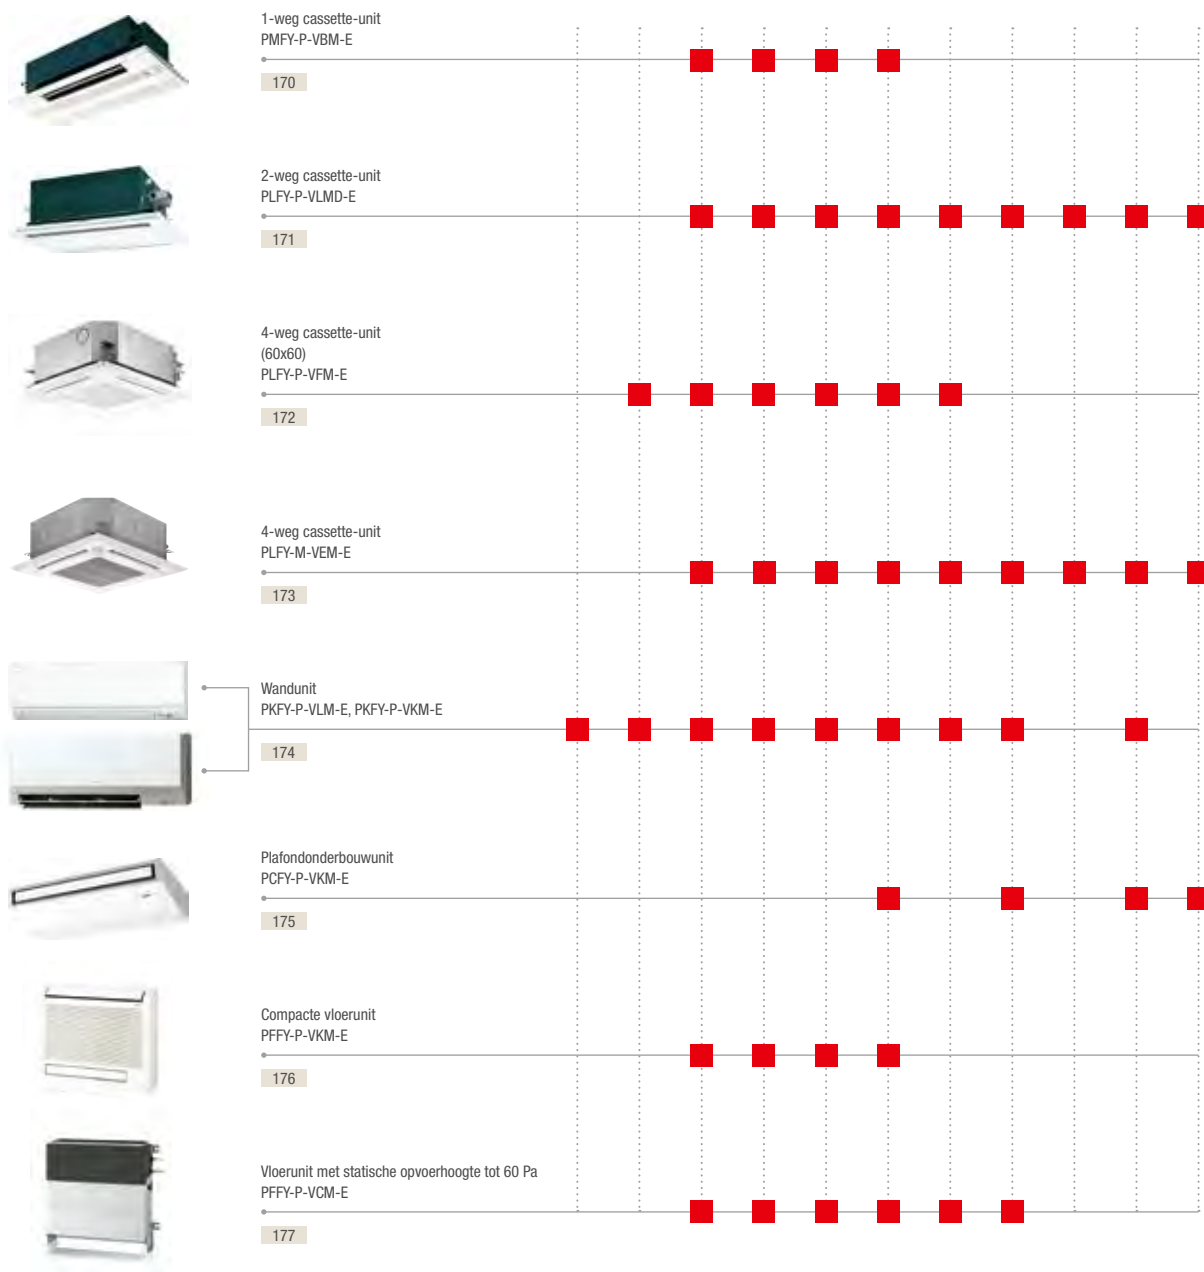 1-weg cassette-unit
PMFY-P-VBM-E
170
2-weg cassette-unit
PLFY-P-VLMD-E
171
4-weg cassette-unit
(60x60)
PLFY-P-VFM-E
172
4-weg cassette-unit
PLFY-M-VEM-E
173
Wandunit
PKFY-P-VLM-E, PKFY-P-VKM-E
174
Plafondonderbouwunit
PCFY-P-VKM-E
175
Compacte vloerunit
PFFY-P-VKM-E
176
Vloerunit met statische opvoerhoogte tot 60 Pa
PFFY-P-VCM-E
177